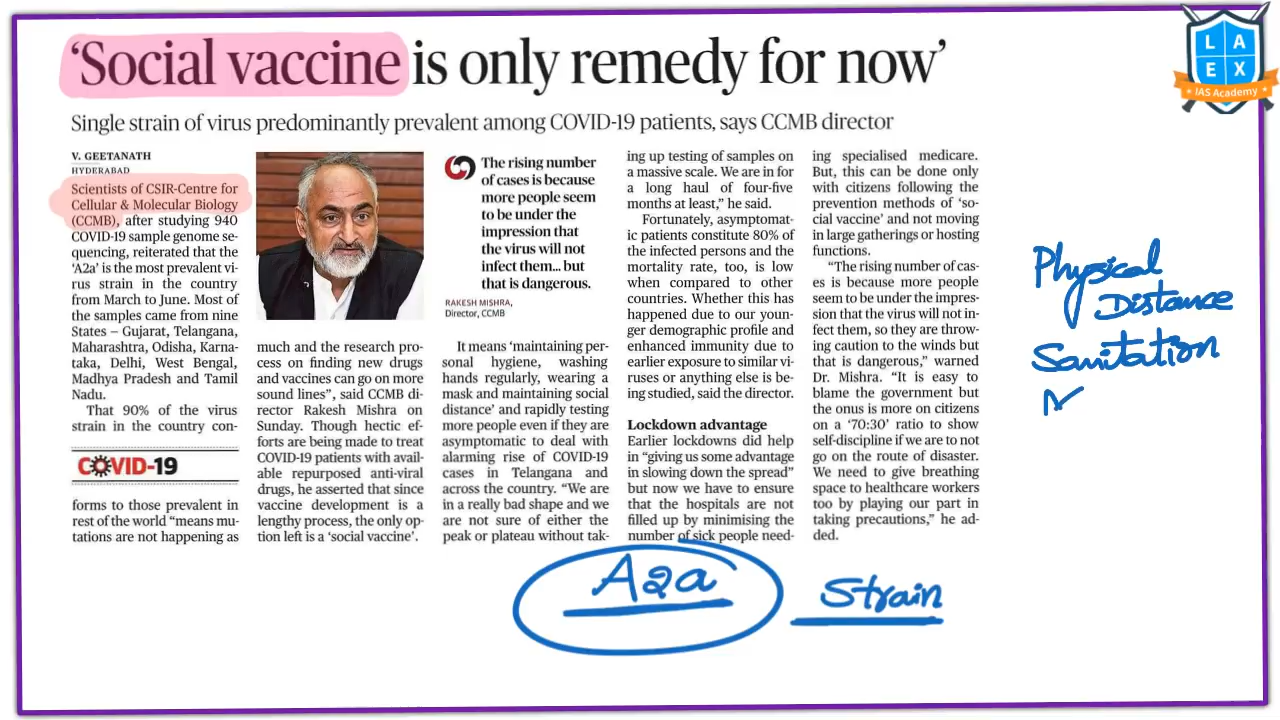 ‘Social vaccine is only remedy for now’
Single strain of virus predominantly prevalent among COVID-19 patients, says CCMB director
V. GEETANATH
HYDERABAD
Scientists of CSIR-Centre for
Cellular & Molecular Biology
(CCMB), after studying 940
COVID-19 sample genome se-
quencing, reiterated that the
‘A2a’ is the most prevalent vi-
rus strain in the country
from March to June. Most of
the samples came from nine
States – Gujarat, Telangana,
Maharashtra, Odisha, Karna-
taka, Delhi, West Bengal,
Madhya Pradesh and Tamil
Nadu.
That 90% of the virus
strain in the country con-
COVID-19
forms to those prevalent in
rest of the world “means mu-
tations are not happening as
much and the research pro-
cess on finding new drugs
and vaccines can go on more
sound lines”, said CCMB di-
rector Rakesh Mishra on
Sunday. Though hectic ef-
forts are being made to treat
COVID-19 patients with avail-
able repurposed anti-viral
drugs, he asserted that since
vaccine development is a
lengthy process, the only op-
tion left is a ‘social vaccine’.
The rising number
of cases is because
more people seem
to be under the
impression that
the virus will not
infect them... but
that is dangerous.
RAKESH MISHRA,
Director, CCMB
It means ‘maintaining per-
sonal hygiene, washing
hands regularly, wearing a
mask and maintaining social
distance’ and rapidly testing
more people even if they are
asymptomatic to deal with
alarming rise of COVID-19
cases in Telangana and
across the country. “We are
in a really bad shape and we
are not sure of either the
peak or plateau without tak-
ing up testing of samples on
a massive scale. We are in for
a long haul of four-five
months at least,” he said.
Fortunately, asymptomat-
ic patients constitute 80% of
the infected persons and the
mortality rate, too, is low
when compared to other
countries. Whether this has
happened due to our youn-
ger demographic profile and
enhanced immunity due to
earlier exposure to similar vi-
ruses or anything else is be-
ing studied, said the director.
Lockdown advantage
Earlier lockdowns did help
in “giving us some advantage
in slowing down the spread”
but now we have to ensure
that the hospitals are not
filled up by minimising the
number of sick people need-
ing specialised medicare.
But, this can be done only
with citizens following the
prevention methods of ‘so-
cial vaccine’ and not moving
in large gatherings or hosting
functions.
“The rising number of cas-
es is because more people
seem to be under the impres-
sion that the virus will not in-
fect them, so they are throw-
ing caution to the winds but
that is dangerous,” warned
Dr. Mishra. “It is easy to
blame the government but
the onus is more on citizens
on a ‘70:30’ ratio to show
self-discipline if we are to not
go on the route of disaster.
We need to give breathing
space to healthcare workers
too by playing our part in
taking precautions,” he ad-
ded.
Physical
Distance
Sanitation
A2a Strain
LA
EX
IAS Academy